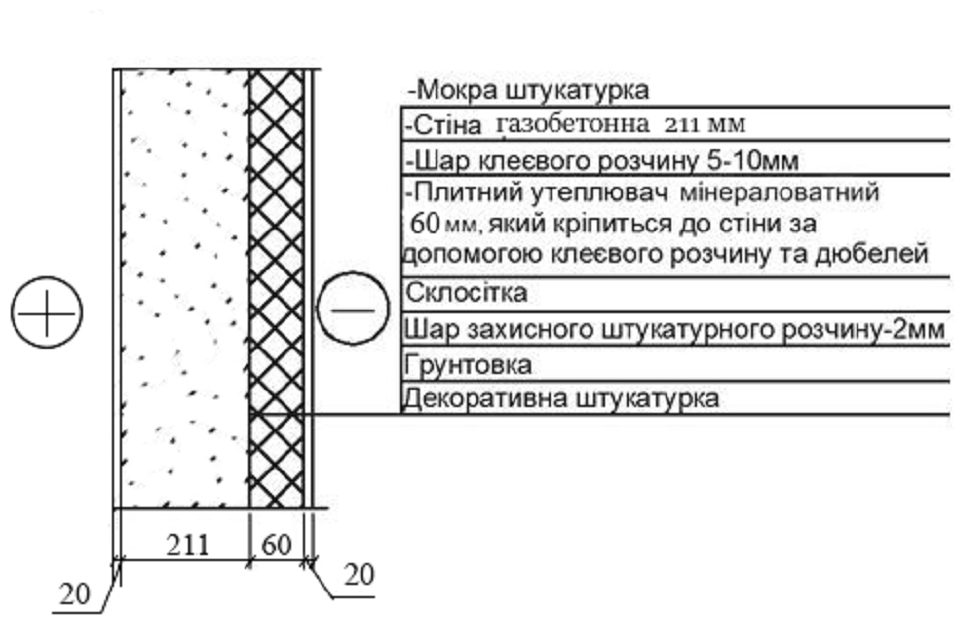 -Мокра штукатурка
-Стіна газобетонна 211 мм
-Шар клеєвого розчину 5-10мм
-Плитний утеплювач мінераловатний
60 мм, який кріпиться до стіни за
допомогою клеєвого розчину та дюбелей
Склосітка
Шар захисного штукатурного розчину-2мм
Грунтовка
Декоративна штукатурка
211
60
20
20